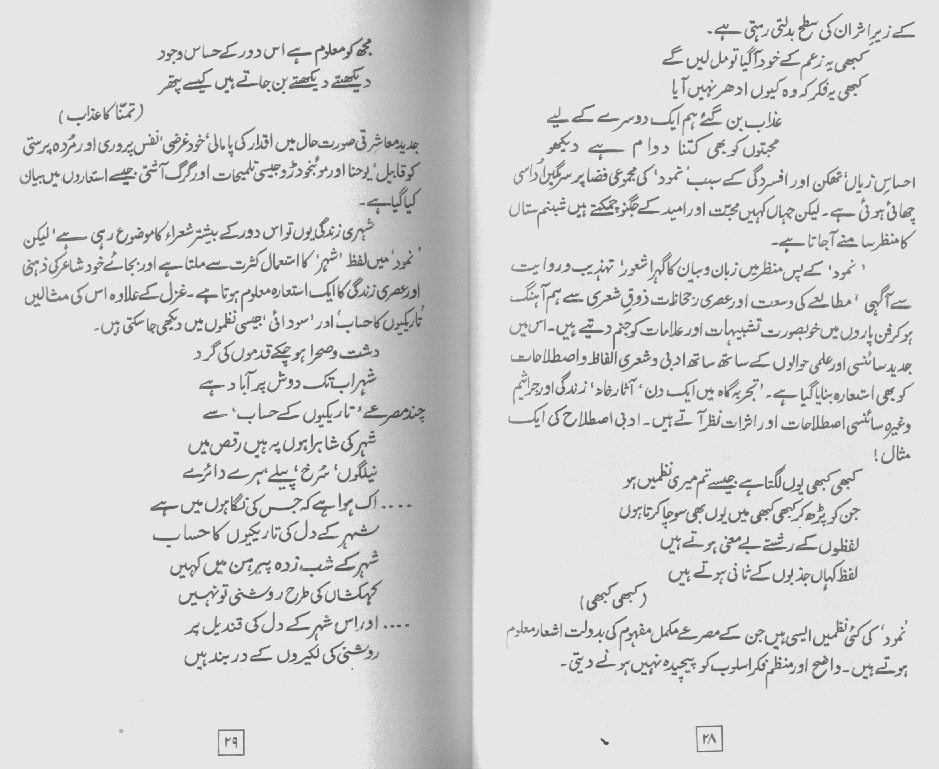 کے زیرِ اثر ان کی سطح بدلتی رہتی ہے۔
کبھی یہ زعم کے خود آگیا تو مل لیں گے
کبھی یہ فکر کہ وہ کیوں ادھر نہیں آیا
عذاب بن گئے ہم ایک دوسرے کے لیے
محبتوں کو بھی کتنا دوام ہے دیکھو
احساسِ زیاں، تھکن اور افسردگی کے سبب 'نمود' کی مجموعی فضا پر سرمگیں اُداسی
چھائی ہوئی ہے۔ لیکن جہاں کہیں محبّت اور امید کے جگنو چمکتے ہیں شبنم ستاں
کا منظر سامنے آجاتا ہے۔
'نمود' کے پس منظر میں زبان و بیان کا گہرا شعور، تہذیب و روایت
سے آگہی، مطالعے کی وسعت اور عصری رجحانات ذوقِ شعری سے ہم آہنگ
ہو کر فن پاروں میں خوبصورت تشبیہات اور علامات کو جنم دیتے ہیں۔ اس میں
جدید سائنسی اور علمی حوالوں کے ساتھ ساتھ ادبی و شعری الفاظ و اصطلاحات
کو بھی استعارہ بنایا گیا ہے۔ 'تجربہ گاہ میں ایک دن' آثار خانہ' زندگی اور جراثیم
وغیرہ سائنسی اصطلاحات اور اثرات نظر آتے ہیں۔ ادبی اصطلاح کی ایک
مثال!
کبھی کبھی یوں لگتا ہے جیسے تم میری نظمیں ہو
جن کو پڑھ کر کبھی کبھی میں یوں بھی سوچا کرتا ہوں
لفظوں کے رشتے بے معنی ہوتے ہیں
لفظ کہاں جذبوں کے ثانی ہوتے ہیں
(کبھی کبھی)
'نمود' کی کئی نظمیں ایسی ہیں جن کے مصرعے مکمل مفہوم کی بدولت اشعار معلوم
ہوتے ہیں۔ واضح اور منظم فکر اسلوب کو پیچیدہ نہیں ہونے دیتی۔
۲۸
مجھ کو معلوم ہے اس دور کے حساس وجود
دیکھتے دیکھتے بن جاتے ہیں کیسے پتھر
(تمنّا کا عذاب)
جدید معاشرتی صورت حال میں اقدار کی پامالی، خود غرضی، نفس پروری اور مُردہ پرستی
کو قابیل، یوحنا اور موئنجودڑو جیسی تلمیحات اور گرگ آشتی جیسے استعاروں میں بیان
کیا گیا ہے۔
شہری زندگی یوں تو اس دور کے بیشتر شعراء کا موضوع رہی ہے، لیکن
'نمود' میں لفظ 'شہر' کا استعمال کثرت سے ملتا ہے اور بجائے خود شاعر کی ذہنی
اور عصری زندگی کا ایک استعارہ معلوم ہوتا ہے۔ غزل کے علاوہ اس کی مثالیں
'تاریکیوں کا حساب' اور 'سودائی' جیسی نظموں میں دیکھی جا سکتی ہیں۔
دشت و صحرا ہو چکے قدموں کی گرد
شہر اب تک دوش پر آباد ہے
چند مصرعے 'تاریکیوں کے حساب' سے
شہر کی شاہراہوں پہ ہیں رقص میں
نیلگوں، سُرخ، پیلے، ہرے دائرے
.... اک ہوا ہے کہ جس کی نگاہوں میں ہے
شہر کے دل کی تاریکیوں کا حساب
شہر کے شب زدہ پیرہن میں کہیں
کہکشاں کی طرح روشنی تو نہیں
.... اور اس شہر کے دل کی قندیل پر
روشنی کی لکیروں کے در بند ہیں
۲۹